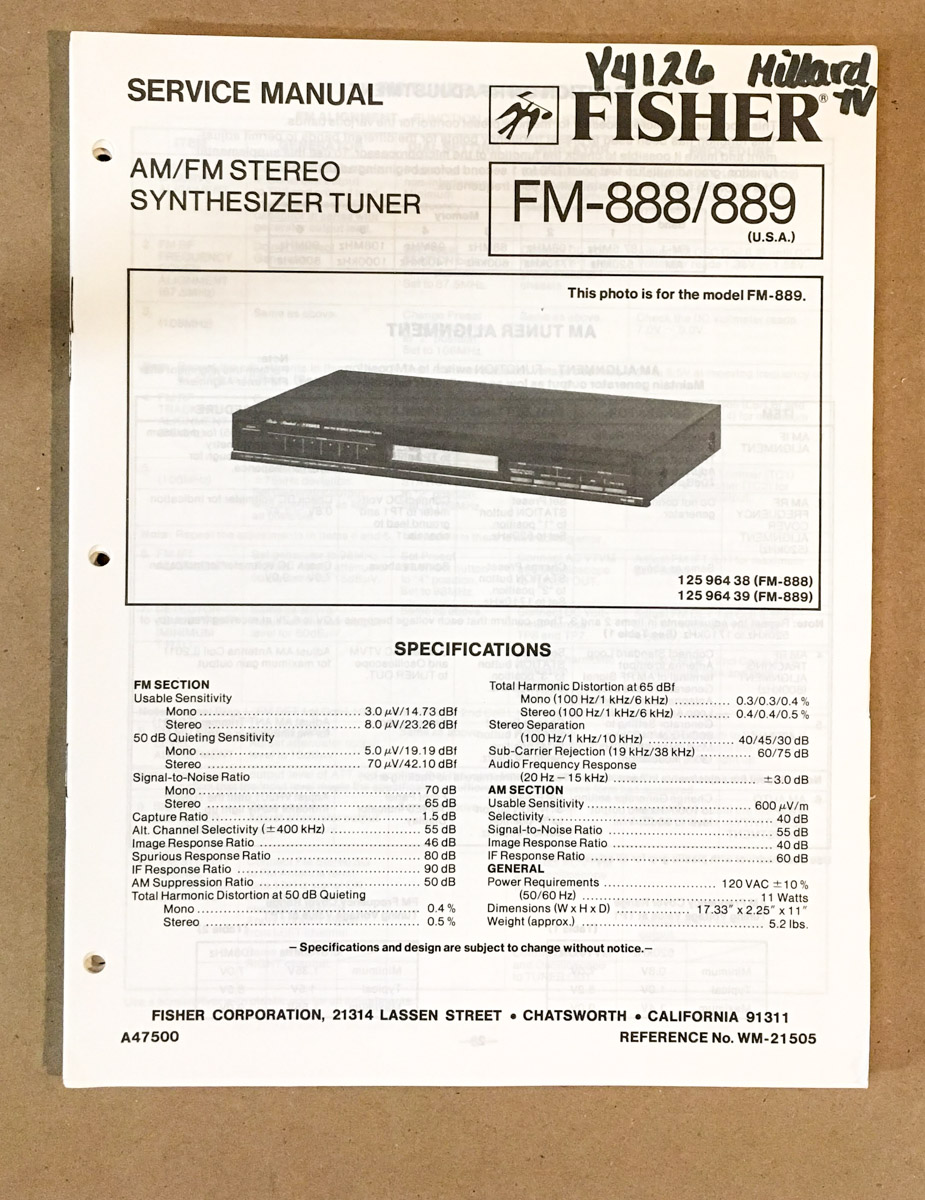 Y4126 Millard TV
SERVICE MANUAL
FISHER®
AM/FM STEREO
SYNTHESIZER TUNER
FM-888/889
(U.S.A.)
This photo is for the model FM-889.
125 964 38 (FM-888)
125 964 39 (FM-889)
SPECIFICATIONS
FM SECTION
Usable Sensitivity
Mono ........ 3.0 μV/14.73 dBf
Stereo ........ 8.0 μV/23.26 dBf
50 dB Quieting Sensitivity
Mono ........ 5.0 μV/19.19 dBf
Stereo ........ 70 μV/42.10 dBf
Signal-to-Noise Ratio
Mono ........ 70 dB
Stereo ........ 65 dB
Capture Ratio ........ 1.5 dB
Alt. Channel Selectivity (±400 kHz) ........ 55 dB
Image Response Ratio ........ 46 dB
Spurious Response Ratio ........ 80 dB
IF Response Ratio ........ 90 dB
AM Suppression Ratio ........ 50 dB
Total Harmonic Distortion at 50 dB Quieting
Mono ........ 0.4 %
Stereo ........ 0.5 %
Total Harmonic Distortion at 65 dBf
Mono (100 Hz/1 kHz/6 kHz) ........ 0.3/0.3/0.4 %
Stereo (100 Hz/1 kHz/6 kHz) ........ 0.4/0.4/0.5 %
Stereo Separation
(100 Hz/1 kHz/10 kHz) ........ 40/45/30 dB
Sub-Carrier Rejection (19 kHz/38 kHz) ........ 60/75 dB
Audio Frequency Response
(20 Hz – 15 kHz) ........ ±3.0 dB
AM SECTION
Usable Sensitivity ........ 600 μV/m
Selectivity ........ 40 dB
Signal-to-Noise Ratio ........ 55 dB
Image Response Ratio ........ 40 dB
IF Response Ratio ........ 60 dB
GENERAL
Power Requirements ........ 120 VAC ±10 %
(50/60 Hz) ........ 11 Watts
Dimensions (W x H x D) ........ 17.33" x 2.25" x 11"
Weight (approx.) ........ 5.2 lbs.
– Specifications and design are subject to change without notice.–
FISHER CORPORATION, 21314 LASSEN STREET • CHATSWORTH • CALIFORNIA 91311
A47500
REFERENCE No. WM-21505